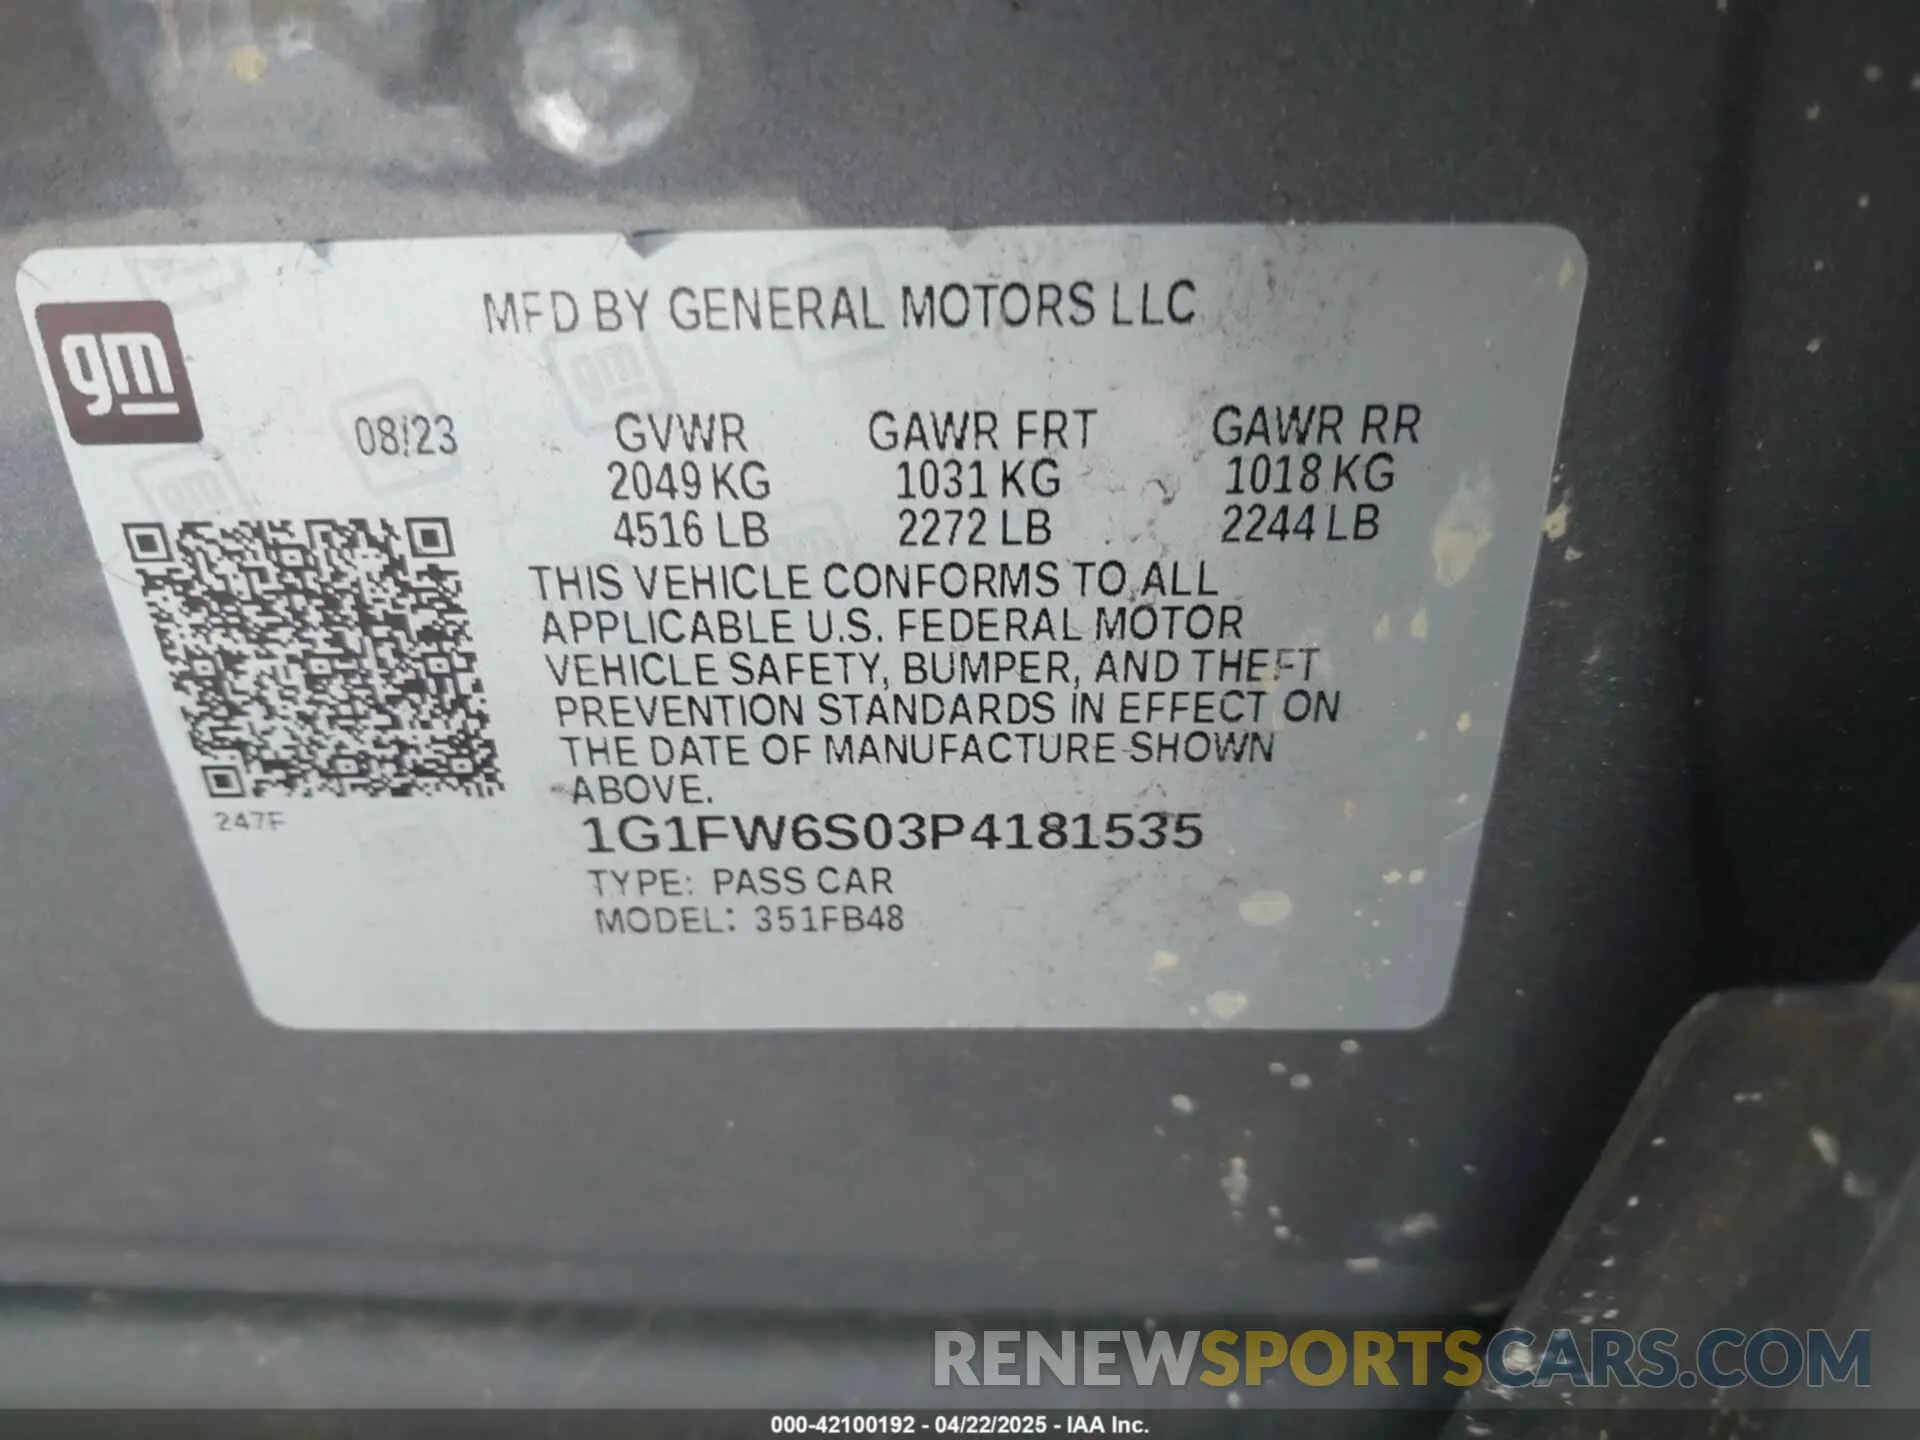 MFD BY GENERAL MOTORS LLC
gm
08/23 GVWR GAWR FRT GAWR RR
2049 KG 1031 KG 1018 KG
4516 LB 2272 LB 2244 LB
THIS VEHICLE CONFORMS TO ALL
APPLICABLE U.S. FEDERAL MOTOR
VEHICLE SAFETY, BUMPER, AND THEFT
PREVENTION STANDARDS IN EFFECT ON
THE DATE OF MANUFACTURE SHOWN
ABOVE.
247F
1G1FW6S03P4181535
TYPE: PASS CAR
MODEL: 351FB48
RENEWSPORTSCARS.COM
000-42100192 - 04/22/2025 - IAA Inc.